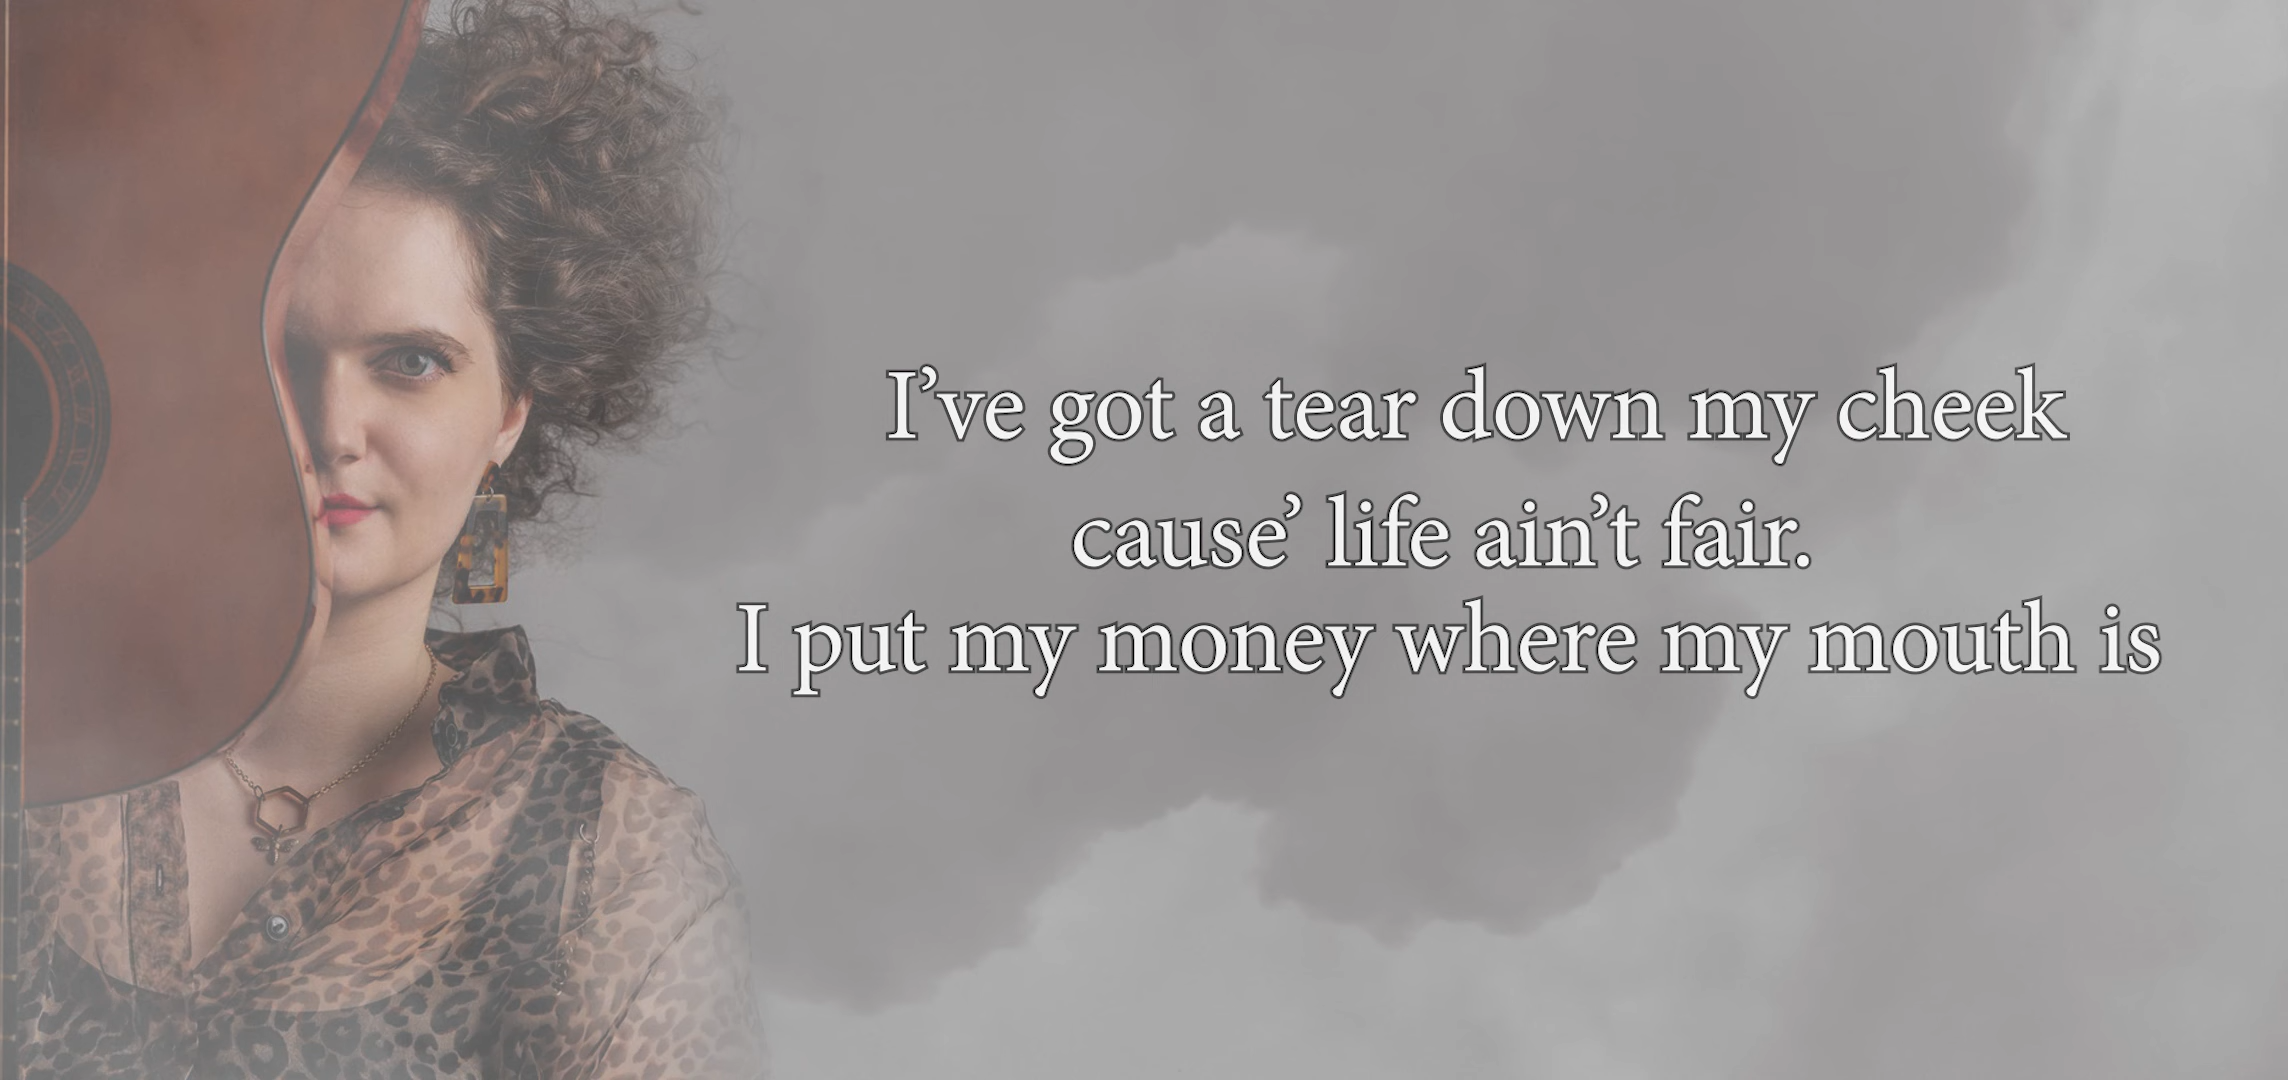 I’ve got a tear down my cheek
cause’ life ain’t fair.
I put my money where my mouth is